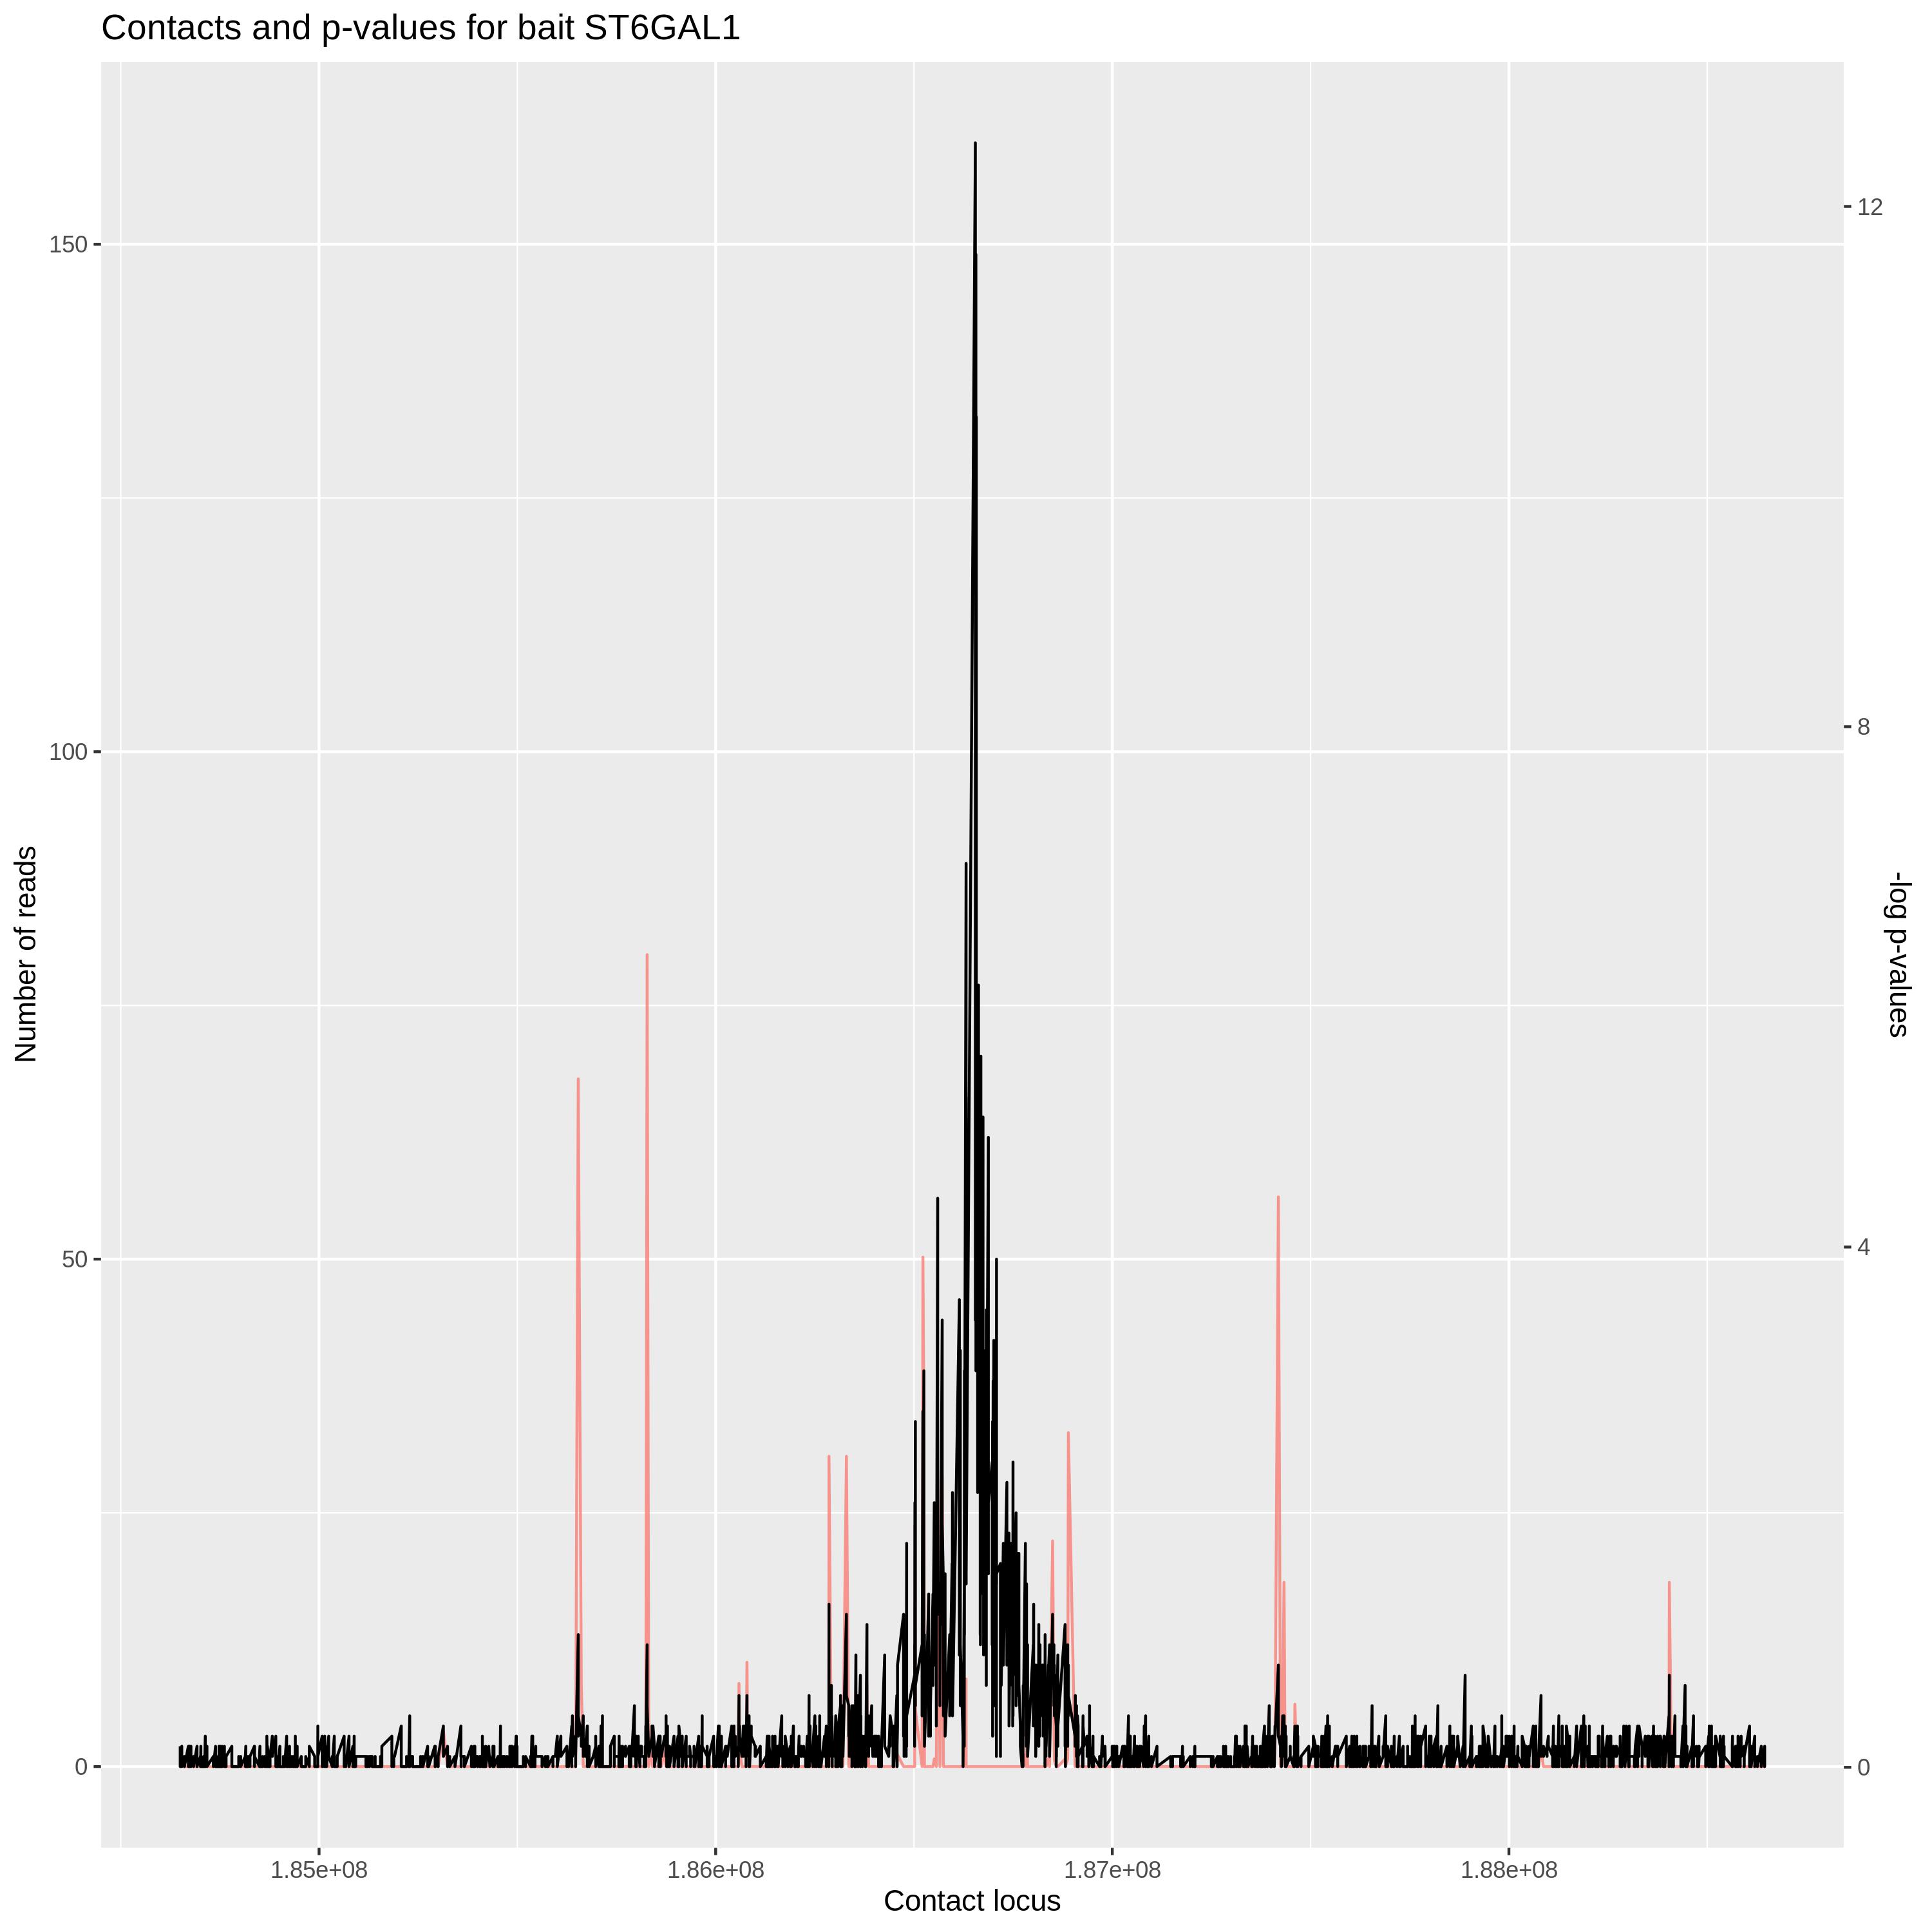 Contacts and p-values for bait ST6GAL1
150
100
50
0
12
8
4
0
Number of reads
-log p-values
1.85e+08 1.86e+08 1.87e+08 1.88e+08
Contact locus